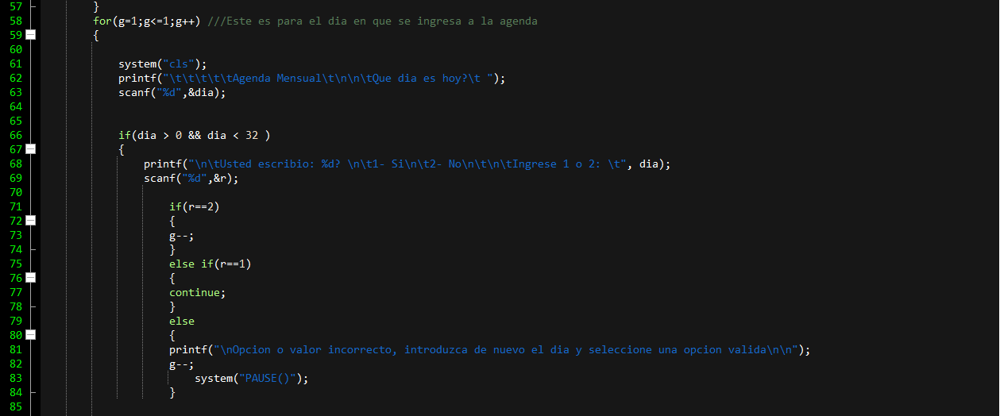 57 }
58 for(g=1;g<=1;g++) ///Este es para el dia en que se ingresa a la agenda
59 {
60
61 system("cls");
62 printf("\t\t\t\t\tAgenda Mensual\t\n\n\tQue dia es hoy?\t ");
63 scanf("%d",&dia);
64
65
66 if(dia > 0 && dia < 32 )
67 {
68 printf("\n\tUsted escribio: %d? \n\t1- Si\n\t2- No\n\t\n\tIngrese 1 o 2: \t", dia);
69 scanf("%d",&r);
70
71 if(r==2)
72 {
73 g--;
74 }
75 else if(r==1)
76 {
77 continue;
78 }
79 else
80 {
81 printf("\nOpcion o valor incorrecto, introduzca de nuevo el dia y seleccione una opcion valida\n\n");
82 g--;
83 system("PAUSE()");
84 }
85